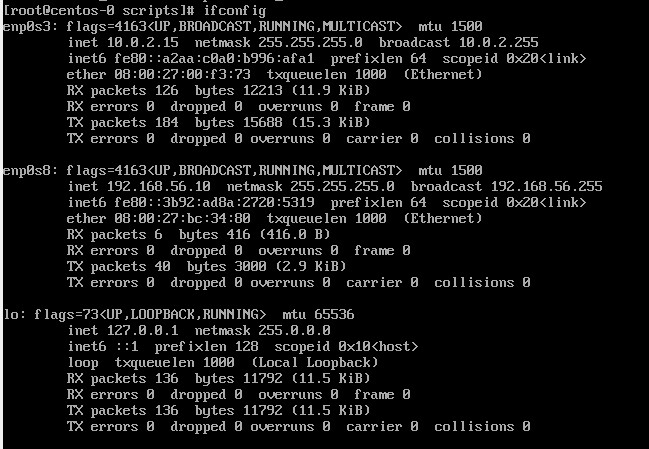 [root@centos-0 scripts]# ifconfig
enp0s3: flags=4163<UP,BROADCAST,RUNNING,MULTICAST>  mtu 1500
        inet 10.0.2.15  netmask 255.255.255.0  broadcast 10.0.2.255
        inet6 fe80::a2aa:c0a0:b996:afa1  prefixlen 64  scopeid 0x20<link>
        ether 08:00:27:00:f3:73  txqueuelen 1000  (Ethernet)
        RX packets 126  bytes 12213 (11.9 KiB)
        RX errors 0  dropped 0  overruns 0  frame 0
        TX packets 184  bytes 15688 (15.3 KiB)
        TX errors 0  dropped 0 overruns 0  carrier 0  collisions 0

enp0s8: flags=4163<UP,BROADCAST,RUNNING,MULTICAST>  mtu 1500
        inet 192.168.56.10  netmask 255.255.255.0  broadcast 192.168.56.255
        inet6 fe80::3b92:ad8a:2720:5319  prefixlen 64  scopeid 0x20<link>
        ether 08:00:27:bc:34:80  txqueuelen 1000  (Ethernet)
        RX packets 6  bytes 416 (416.0 B)
        RX errors 0  dropped 0  overruns 0  frame 0
        TX packets 40  bytes 3000 (2.9 KiB)
        TX errors 0  dropped 0 overruns 0  carrier 0  collisions 0

lo: flags=73<UP,LOOPBACK,RUNNING>  mtu 65536
        inet 127.0.0.1  netmask 255.0.0.0
        inet6 ::1  prefixlen 128  scopeid 0x10<host>
        loop  txqueuelen 1000  (Local Loopback)
        RX packets 136  bytes 11792 (11.5 KiB)
        RX errors 0  dropped 0  overruns 0  frame 0
        TX packets 136  bytes 11792 (11.5 KiB)
        TX errors 0  dropped 0 overruns 0  carrier 0  collisions 0